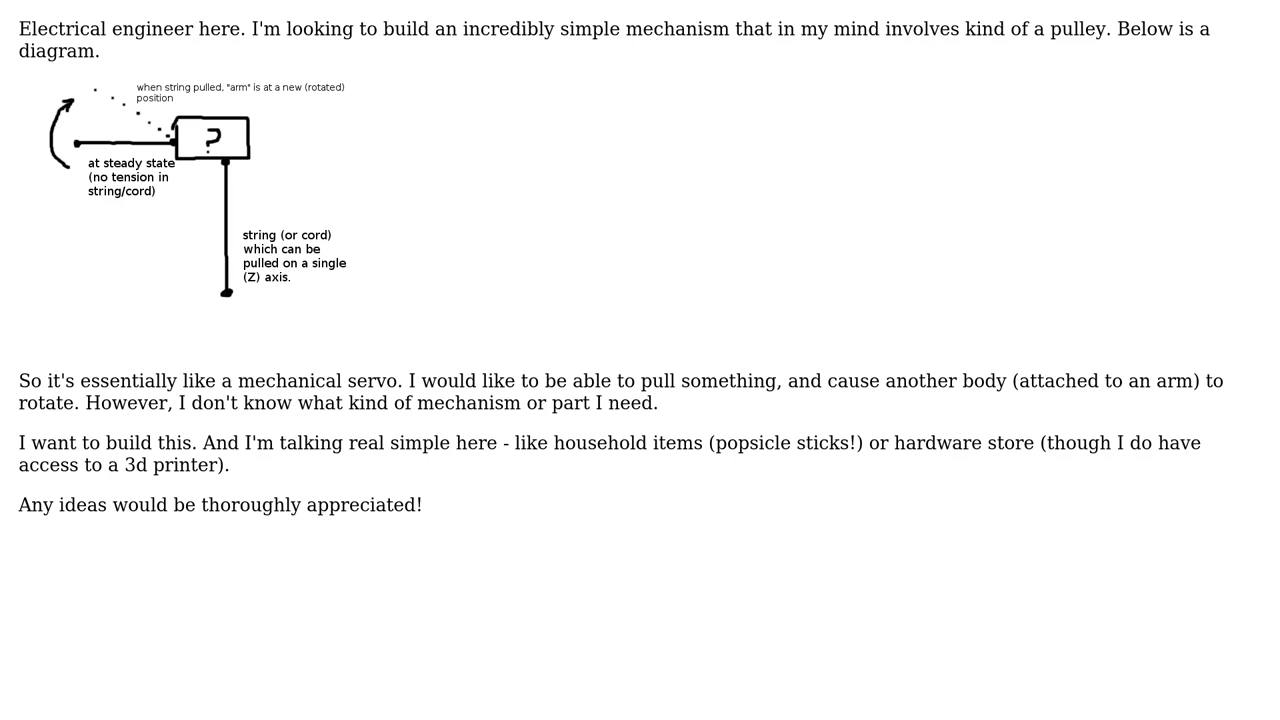 Electrical engineer here. I'm looking to build an incredibly simple mechanism that in my mind involves kind of a pulley. Below is a
diagram.
when string pulled, "arm" is at a new (rotated)
position
?
at steady state
(no tension in
string/cord)
string (or cord)
which can be
pulled on a single
(Z) axis.
So it's essentially like a mechanical servo. I would like to be able to pull something, and cause another body (attached to an arm) to
rotate. However, I don't know what kind of mechanism or part I need.
I want to build this. And I'm talking real simple here - like household items (popsicle sticks!) or hardware store (though I do have
access to a 3d printer).
Any ideas would be thoroughly appreciated!